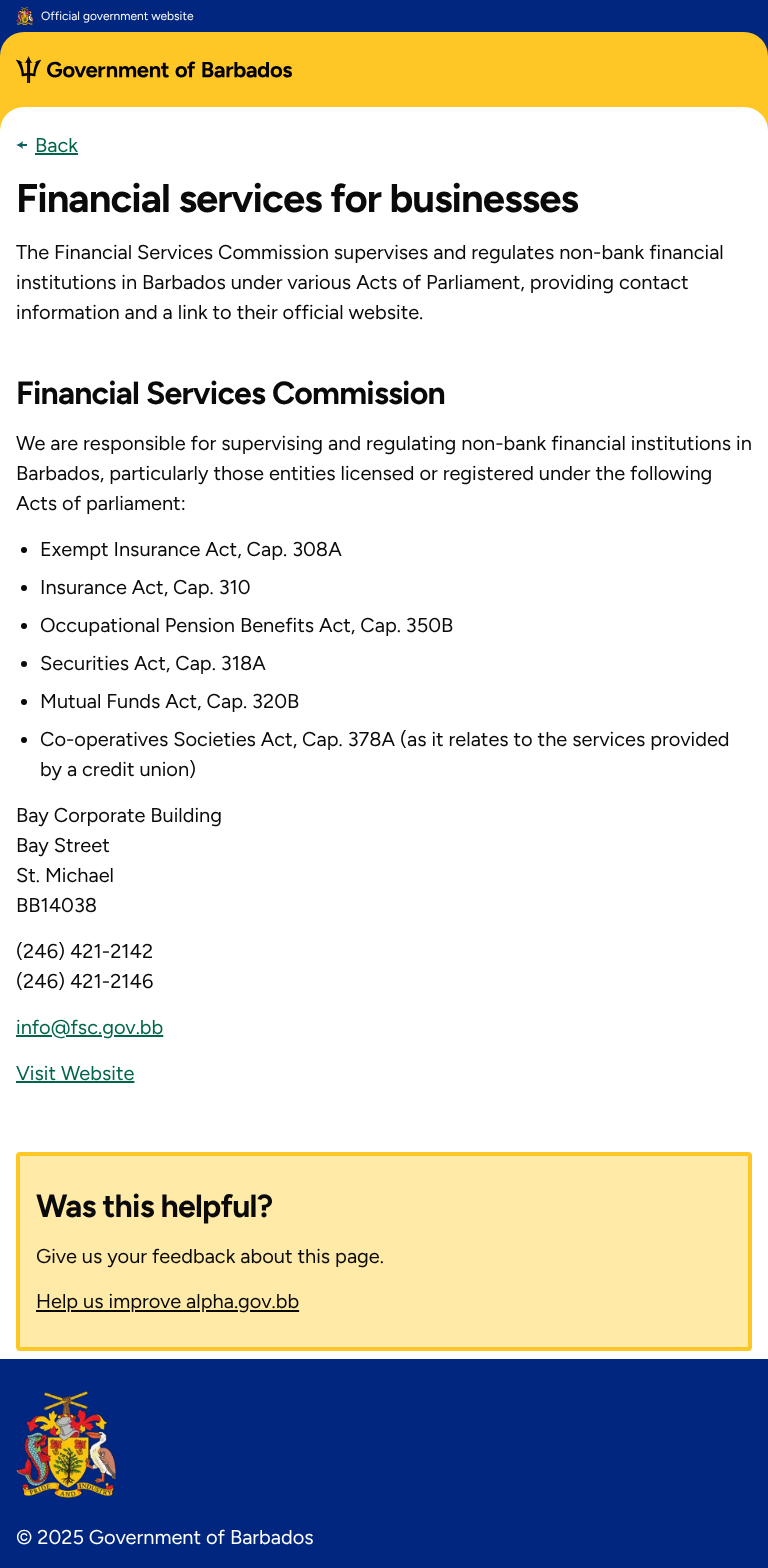 Official government website
Government of Barbados
Back
Financial services for businesses
The Financial Services Commission supervises and regulates non-bank financial
institutions in Barbados under various Acts of Parliament, providing contact
information and a link to their official website.
Financial Services Commission
We are responsible for supervising and regulating non-bank financial institutions in
Barbados, particularly those entities licensed or registered under the following
Acts of parliament:
• Exempt Insurance Act, Cap. 308A
• Insurance Act, Cap. 310
• Occupational Pension Benefits Act, Cap. 350B
• Securities Act, Cap. 318A
• Mutual Funds Act, Cap. 320B
• Co-operatives Societies Act, Cap. 378A (as it relates to the services provided
by a credit union)
Bay Corporate Building
Bay Street
St. Michael
BB14038
(246) 421-2142
(246) 421-2146
info@fsc.gov.bb
Visit Website
Was this helpful?
Give us your feedback about this page.
Help us improve alpha.gov.bb
PRIDE AND INDUSTRY
© 2025 Government of Barbados